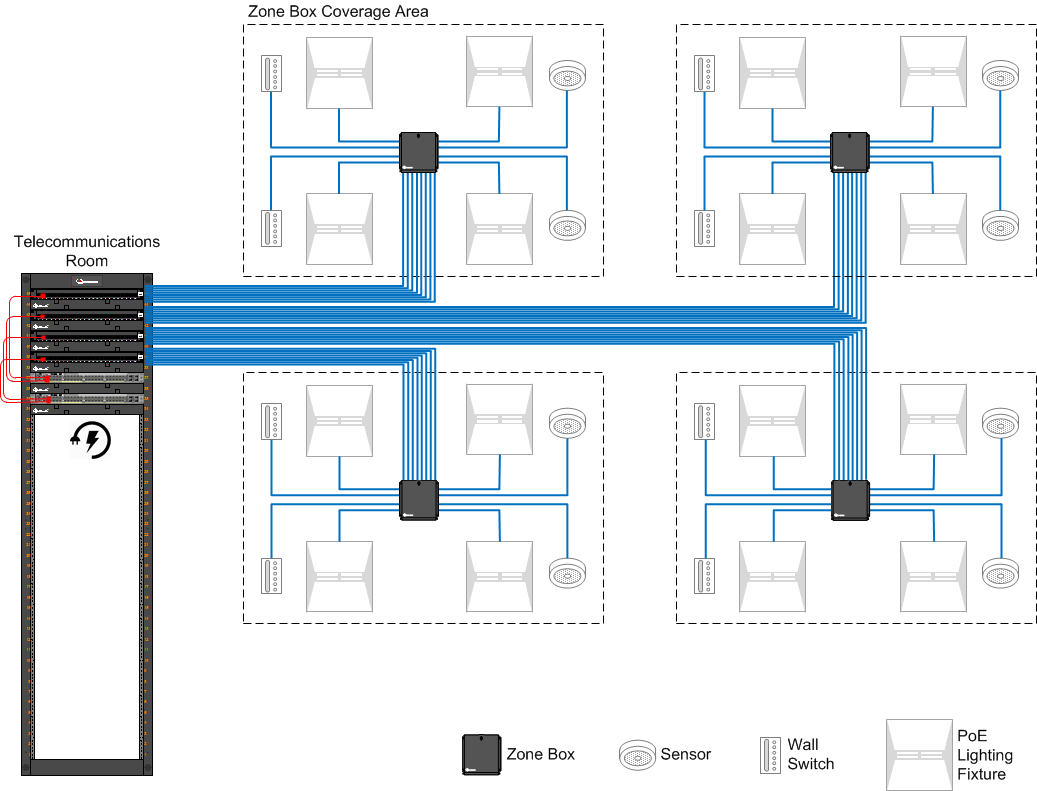 Zone Box Coverage Area
Telecommunications
Room
Zone Box
Sensor
Wall
Switch
PoE
Lighting
Fixture